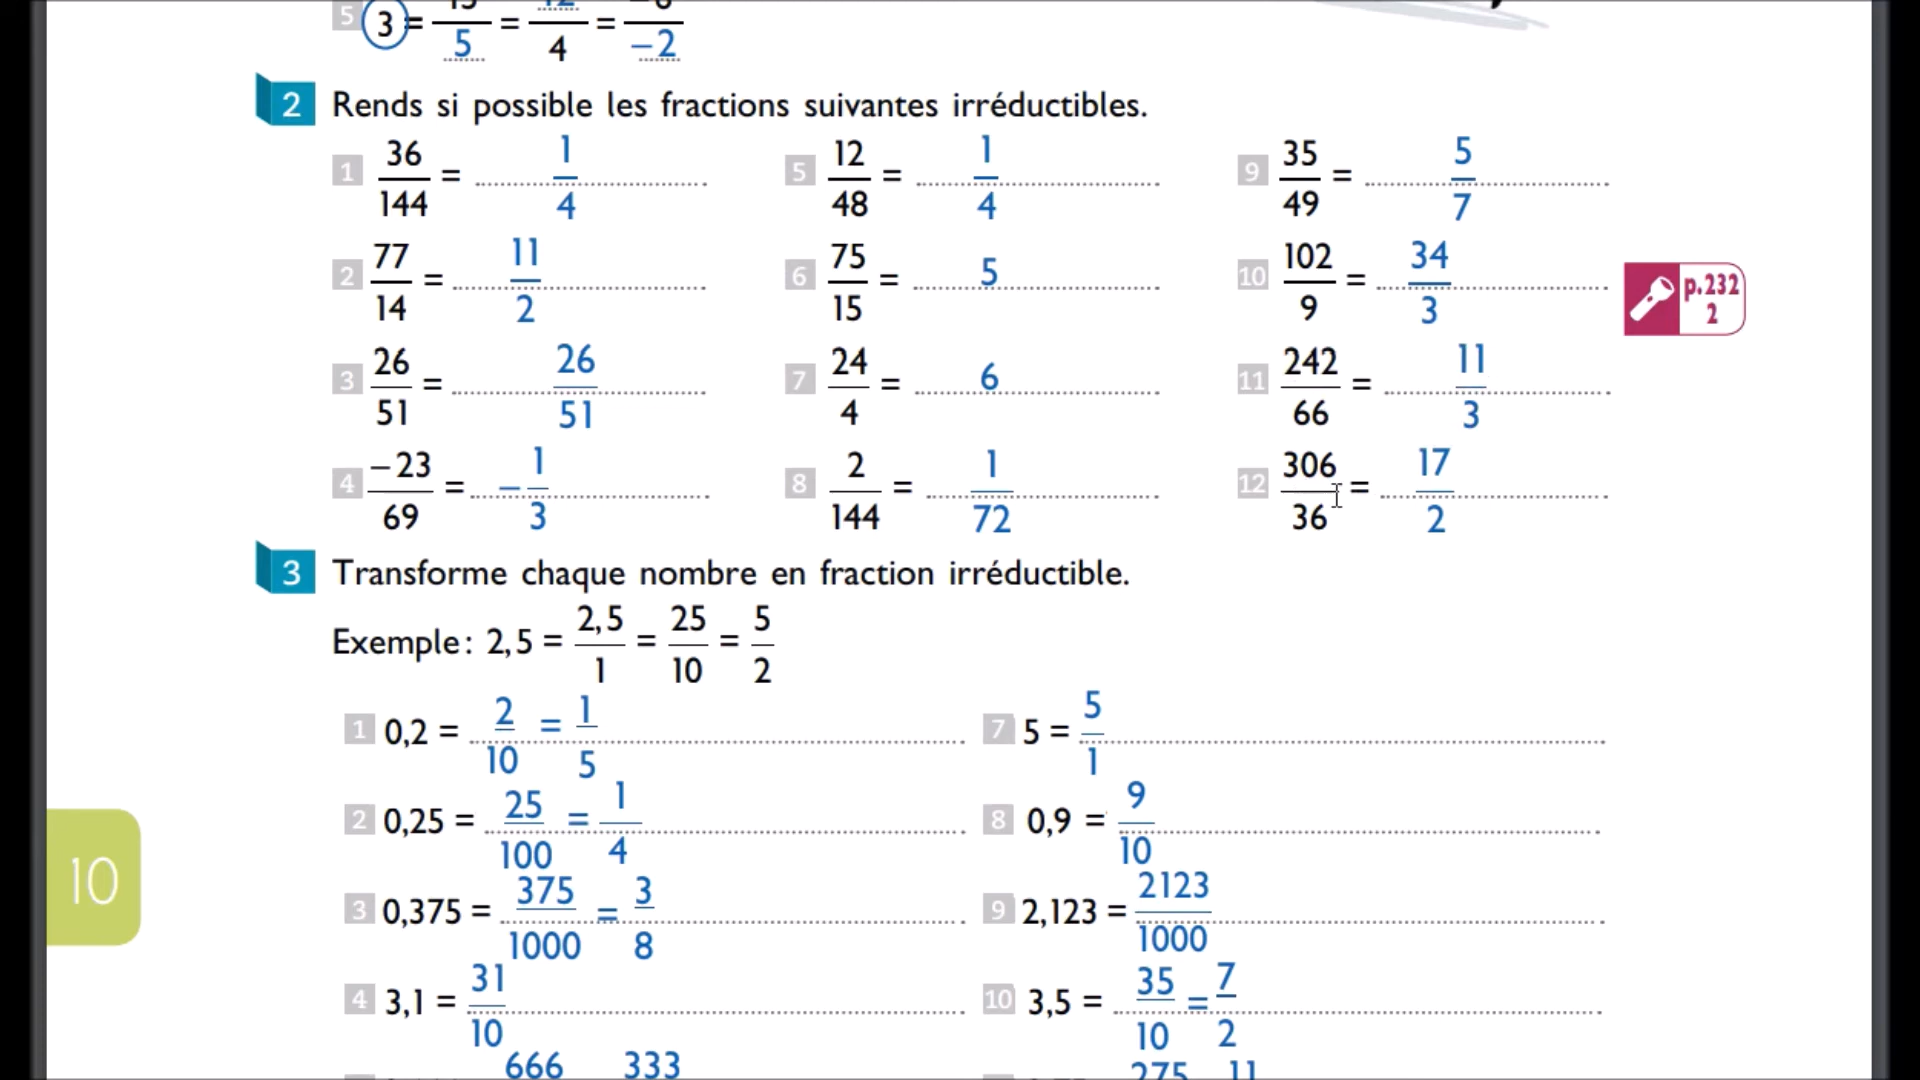 5 3 = 15/5 = 12/4 = /-2
2 Rends si possible les fractions suivantes irréductibles.
1 36/144 = 1/4
5 12/48 = 1/4
9 35/49 = 5/7
2 77/14 = 11/2
6 75/15 = 5
10 102/9 = 34/3
p.232
2
3 26/51 = 26/51
7 24/4 = 6
11 242/66 = 11/3
4 -23/69 = -1/3
8 2/144 = 1/72
12 306/36 = 17/2
3 Transforme chaque nombre en fraction irréductible.
Exemple : 2,5 = 2,5/1 = 25/10 = 5/2
1 0,2 = 2/10 = 1/5
7 5 = 5/1
2 0,25 = 25/100 = 1/4
8 0,9 = 9/10
3 0,375 = 375/1000 = 3/8
9 2,123 = 2123/1000
4 3,1 = 31/10
10 3,5 = 35/10 = 7/2
666 333
275 11
10